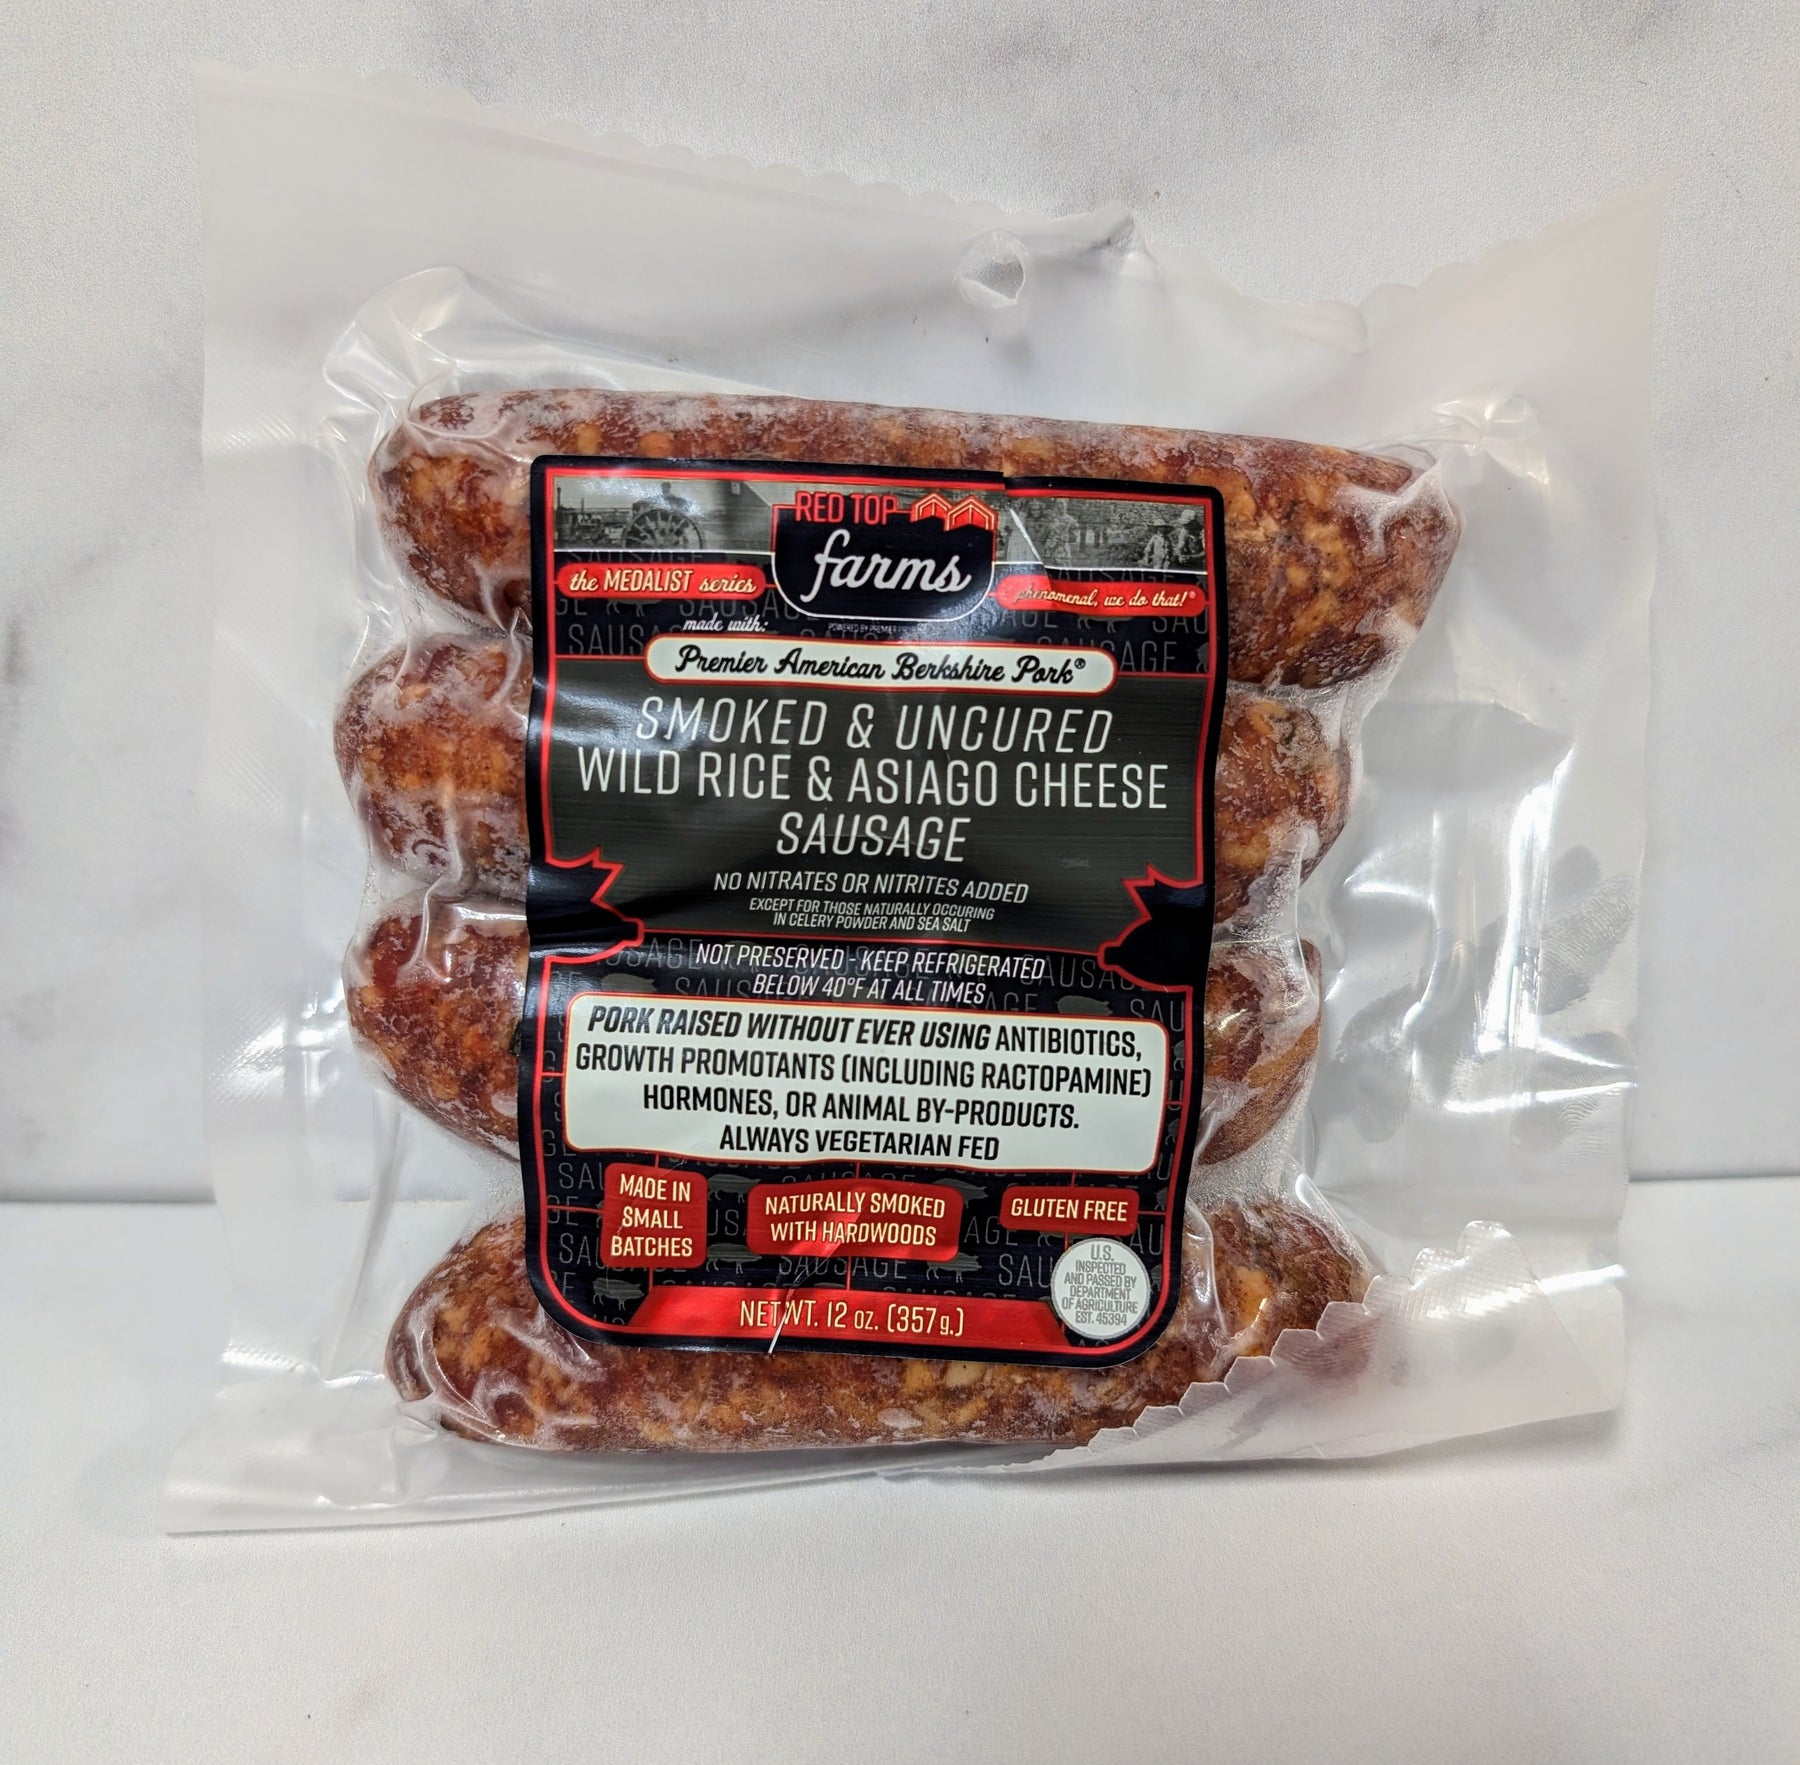 RED TOP
farms
the MEDALIST series
phenomenal, we do that!®
made with:
Premier American Berkshire Pork®
SMOKED & UNCURED
WILD RICE & ASIAGO CHEESE
SAUSAGE
NO NITRATES OR NITRITES ADDED
EXCEPT FOR THOSE NATURALLY OCCURING
IN CELERY POWDER AND SEA SALT
NOT PRESERVED - KEEP REFRIGERATED
BELOW 40°F AT ALL TIMES
PORK RAISED WITHOUT EVER USING ANTIBIOTICS,
GROWTH PROMOTANTS (INCLUDING RACTOPAMINE)
HORMONES, OR ANIMAL BY-PRODUCTS.
ALWAYS VEGETARIAN FED
MADE IN
SMALL
BATCHES
NATURALLY SMOKED
WITH HARDWOODS
GLUTEN FREE
U.S.
INSPECTED
AND PASSED BY
DEPARTMENT
OF AGRICULTURE
EST. 45394
NET WT. 12 oz. (357 g.)